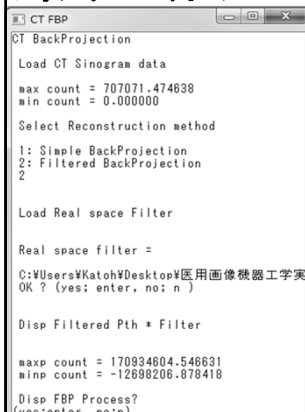 CT FBP
CT BackProjection
Load CT Sinogram data
max count = 707071.474638
min count = 0.000000
Select Reconstruction method
1: Simple BackProjection
2: Filtered BackProjection
2
Load Real space Filter
Real space filter =
C:¥Users¥Katoh¥Desktop¥医用画像機器工学実
OK ? (yes; enter, no; n )
Disp Filtered Pth * Filter
maxp count = 170934604.546631
minp count = -12698206.878418
Disp FBP Process?
(yes;enter, no;n)